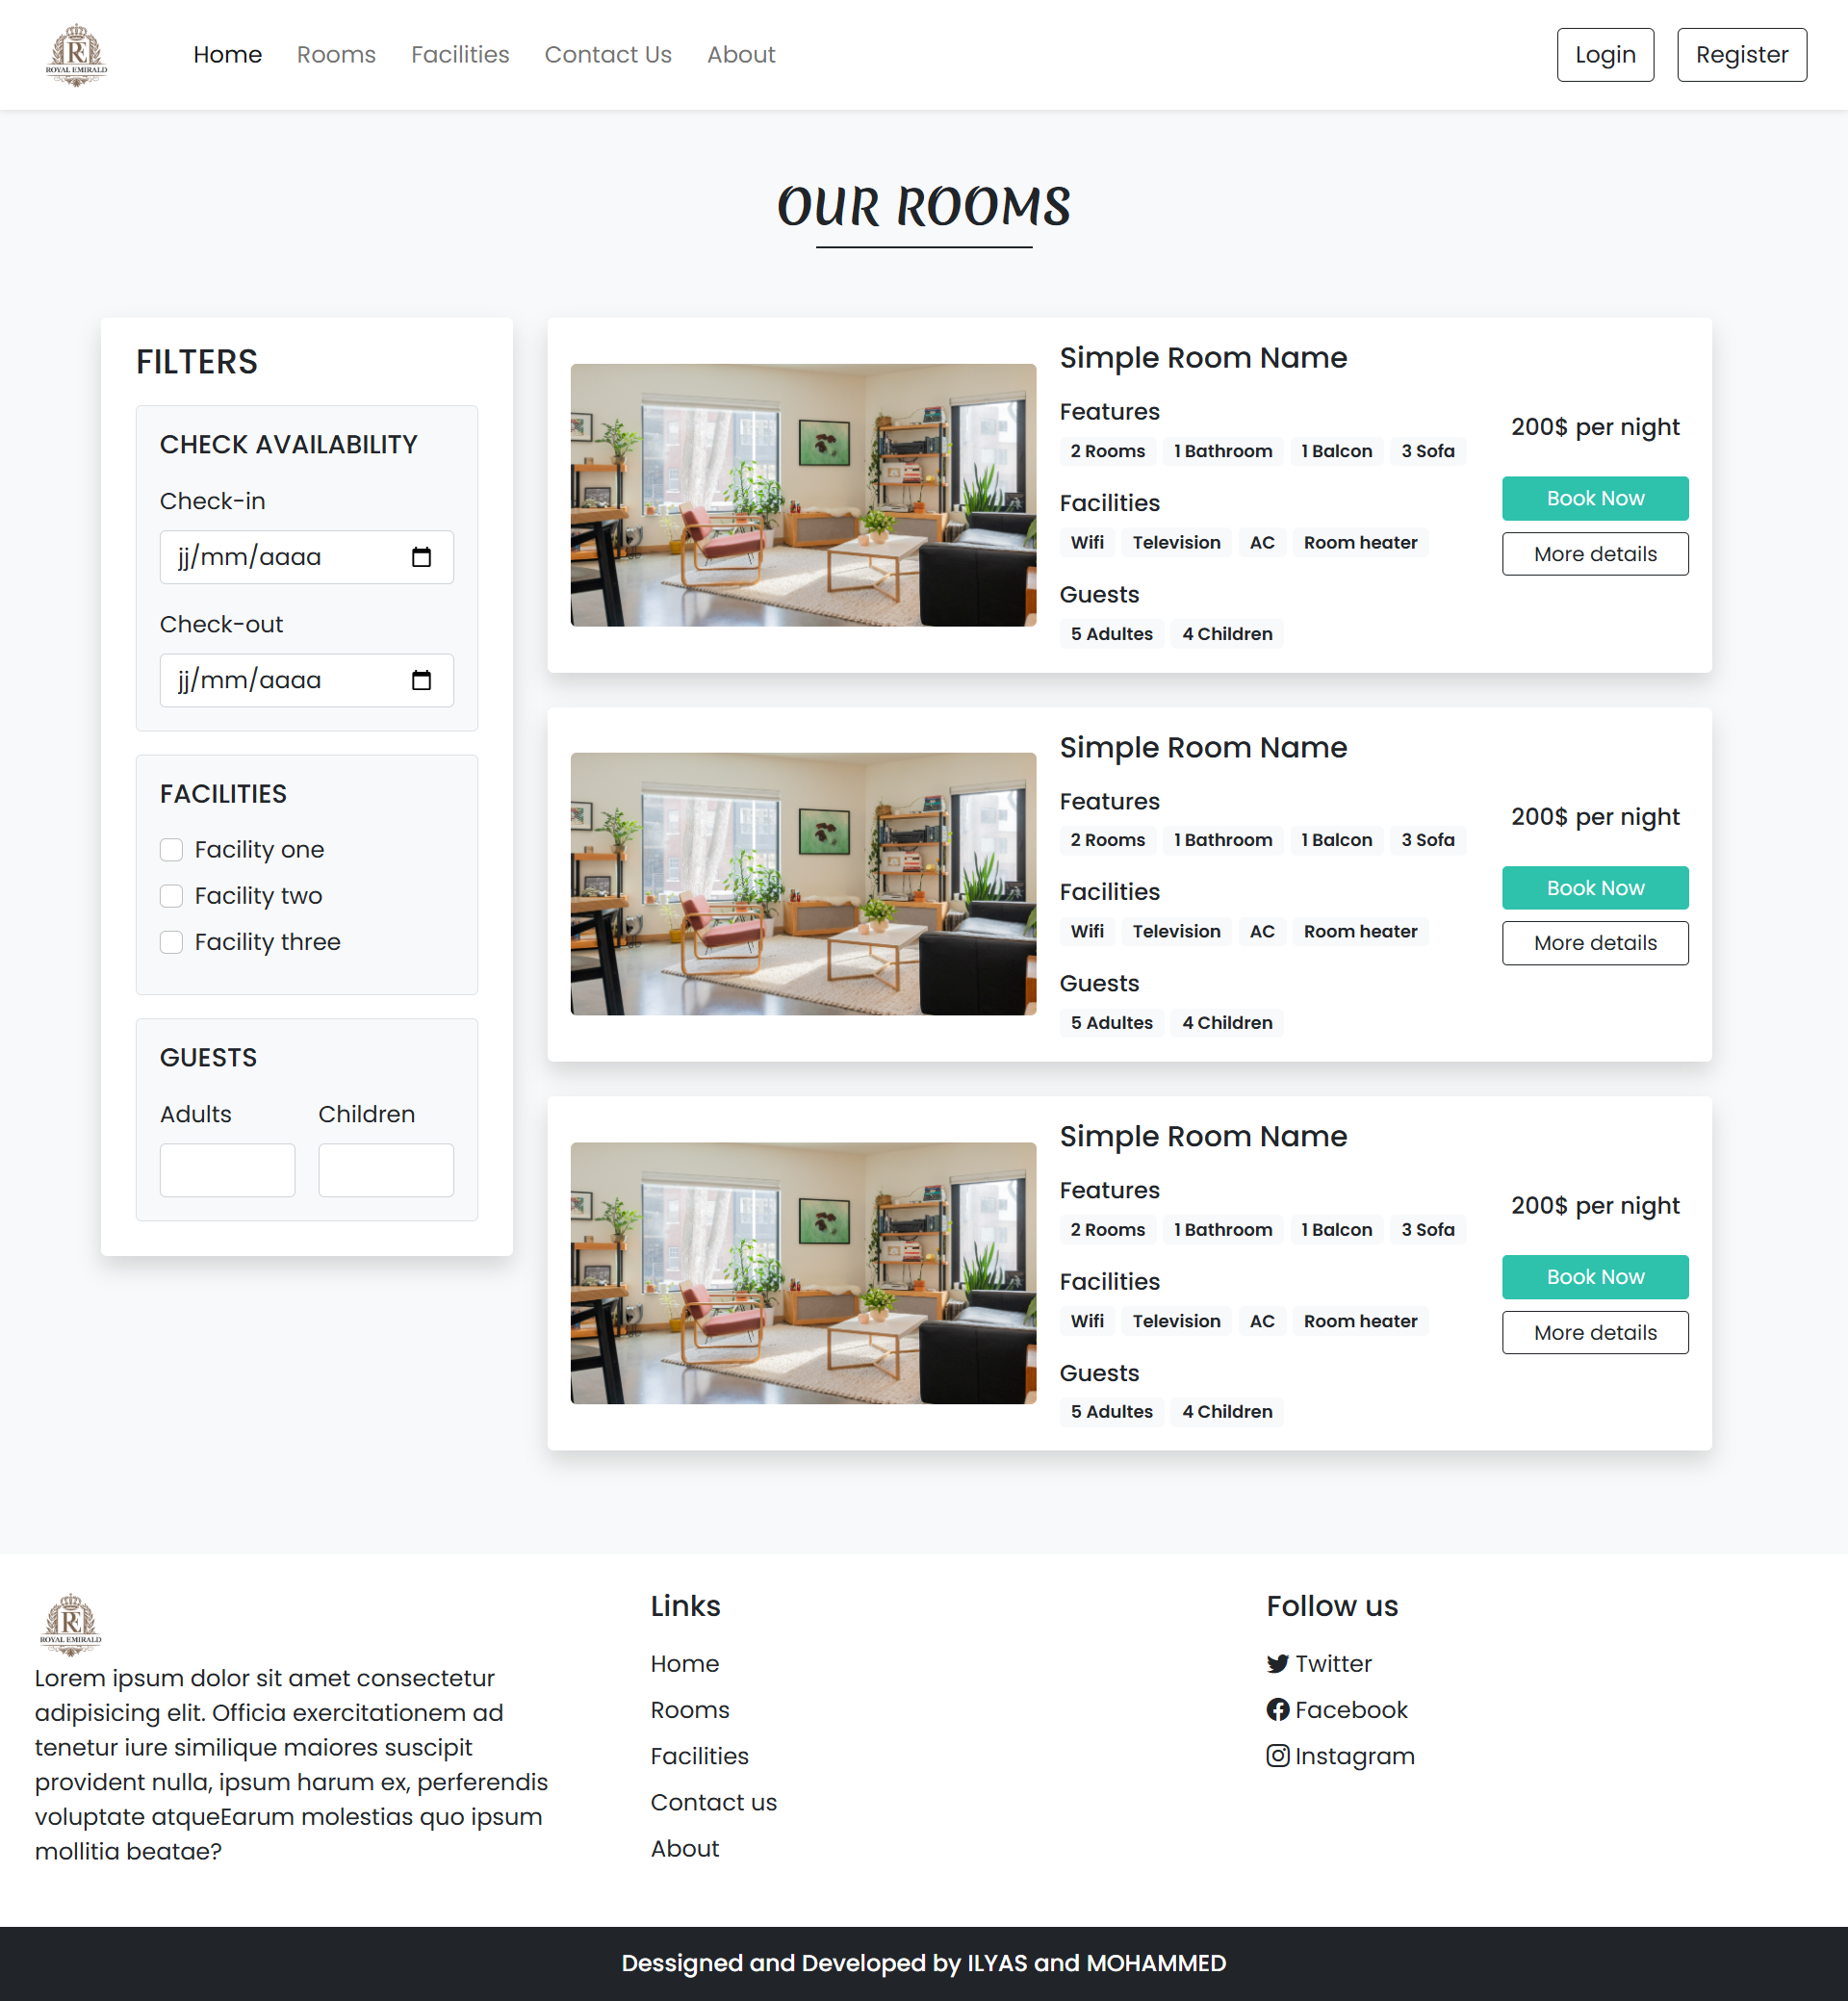 RE
ROYAL EMIRALD
Home
Rooms
Facilities
Contact Us
About
Login
Register
OUR ROOMS
FILTERS
CHECK AVAILABILITY
Check-in
jj/mm/aaaa
Check-out
jj/mm/aaaa
FACILITIES
Facility one
Facility two
Facility three
GUESTS
Adults Children
Simple Room Name
Features
2 Rooms 1 Bathroom 1 Balcon 3 Sofa
Facilities
Wifi Television AC Room heater
Guests
5 Adultes 4 Children
200$ per night
Book Now
More details
Simple Room Name
Features
2 Rooms 1 Bathroom 1 Balcon 3 Sofa
Facilities
Wifi Television AC Room heater
Guests
5 Adultes 4 Children
200$ per night
Book Now
More details
Simple Room Name
Features
2 Rooms 1 Bathroom 1 Balcon 3 Sofa
Facilities
Wifi Television AC Room heater
Guests
5 Adultes 4 Children
200$ per night
Book Now
More details
RE
ROYAL EMIRALD
Lorem ipsum dolor sit amet consectetur
adipisicing elit. Officia exercitationem ad
tenetur iure similique maiores suscipit
provident nulla, ipsum harum ex, perferendis
voluptate atqueEarum molestias quo ipsum
mollitia beatae?
Links
Home
Rooms
Facilities
Contact us
About
Follow us
Twitter
Facebook
Instagram
Dessigned and Developed by ILYAS and MOHAMMED